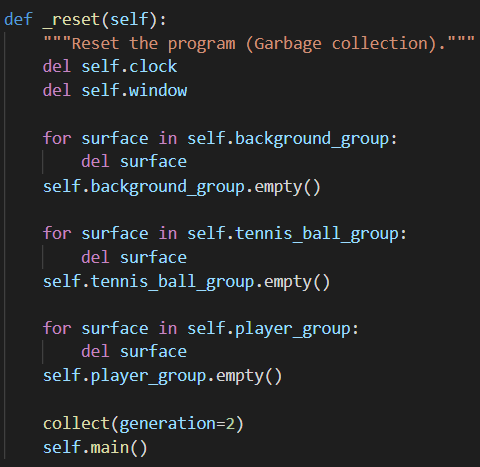 def _reset(self):
    """Reset the program (Garbage collection)."""
    del self.clock
    del self.window

    for surface in self.background_group:
        del surface
    self.background_group.empty()

    for surface in self.tennis_ball_group:
        del surface
    self.tennis_ball_group.empty()

    for surface in self.player_group:
        del surface
    self.player_group.empty()

    collect(generation=2)
    self.main()